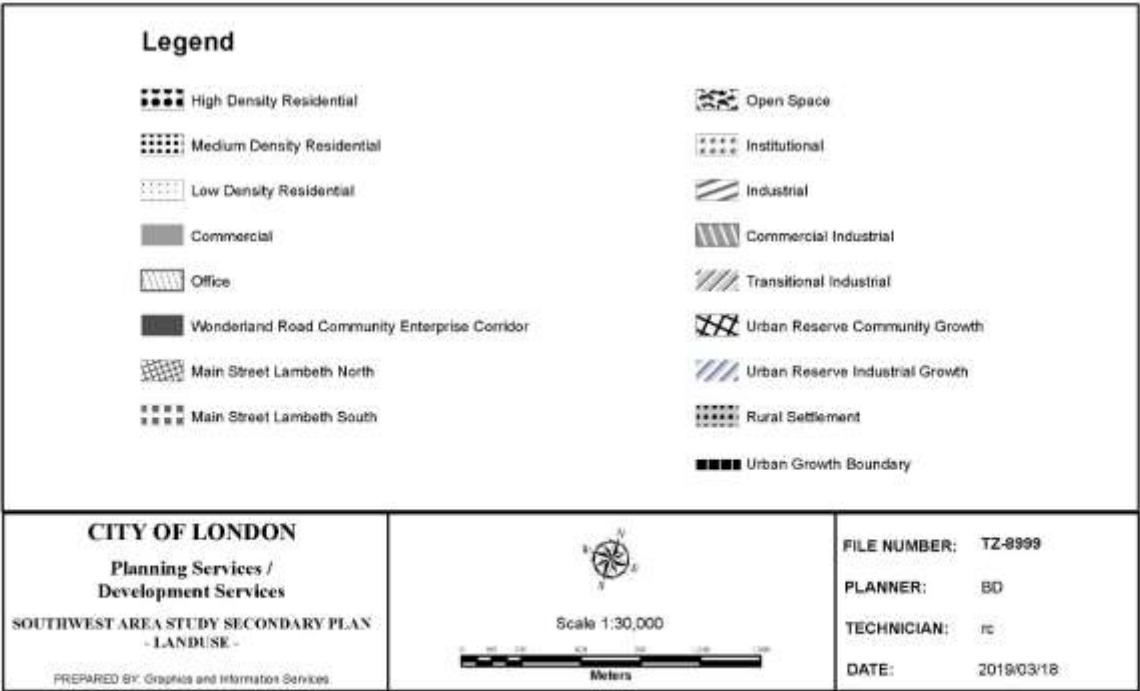 Legend
High Density Residential
Medium Density Residential
Low Density Residential
Commercial
Office
Wonderland Road Community Enterprise Corridor
Main Street Lambeth North
Main Street Lambeth South
Open Space
Institutional
Industrial
Commercial Industrial
Transitional Industrial
Urban Reserve Community Growth
Urban Reserve Industrial Growth
Rural Settlement
Urban Growth Boundary
CITY OF LONDON
Planning Services /
Development Services
SOUTHWEST AREA STUDY SECONDARY PLAN
- LANDUSE -
PREPARED BY: Graphics and Information Services
N
E
Scale 1:30,000
Meters
FILE NUMBER: TZ-8999
PLANNER: BD
TECHNICIAN: rc
DATE: 2019/03/18